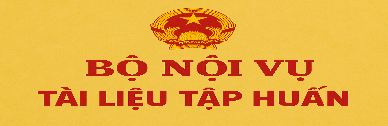 BỘ NỘI VỤ
TÀI LIỆU TẬP HUẤN